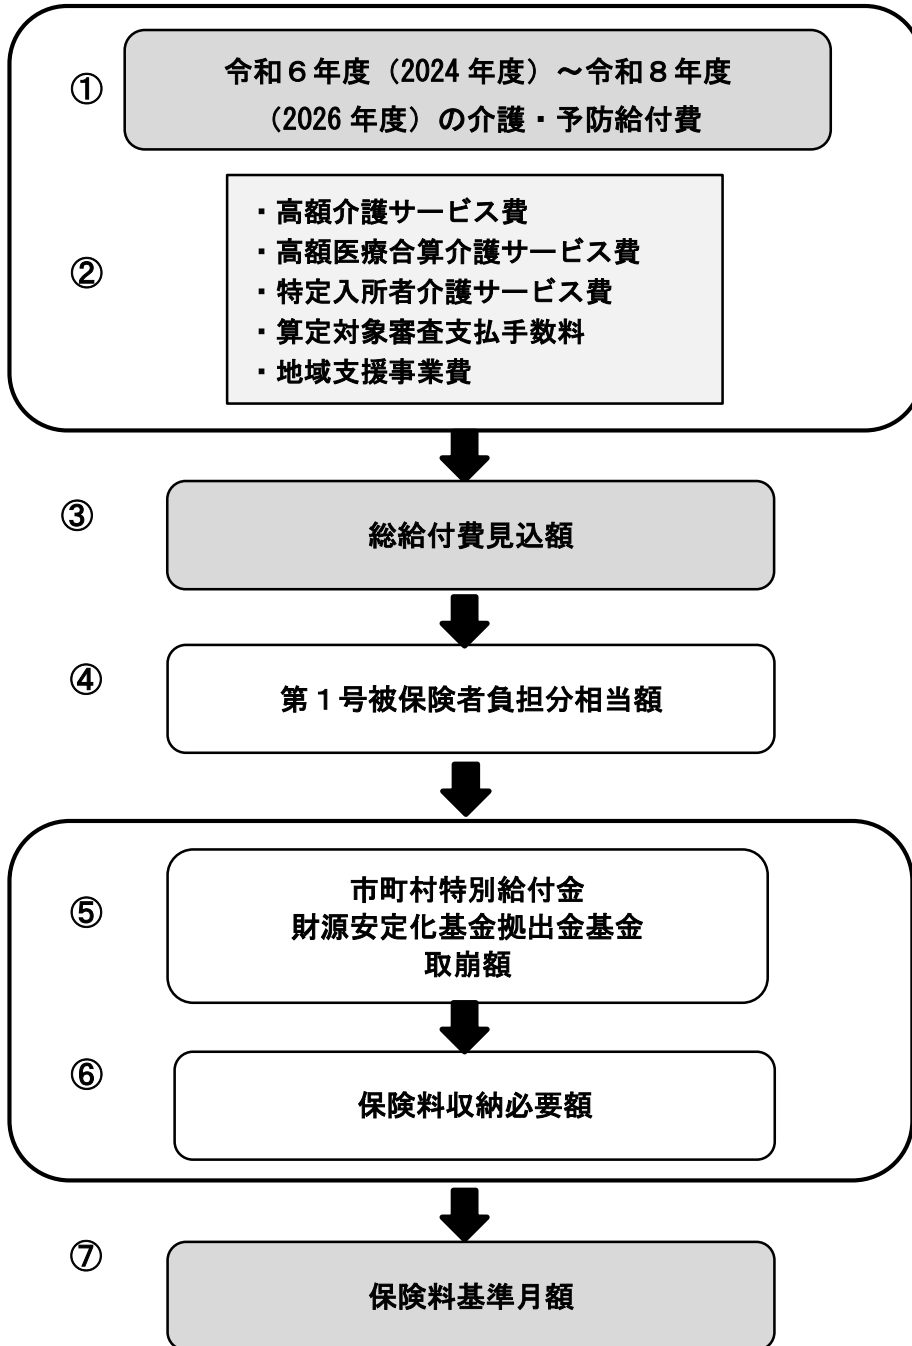 ①
令和６年度（2024 年度）～令和８年度
（2026 年度）の介護・予防給付費
②
・高額介護サービス費
・高額医療合算介護サービス費
・特定入所者介護サービス費
・算定対象審査支払手数料
・地域支援事業費
③
総給付費見込額
④
第１号被保険者負担分相当額
⑤
市町村特別給付金
財源安定化基金拠出金基金
取崩額
⑥
保険料収納必要額
⑦
保険料基準月額